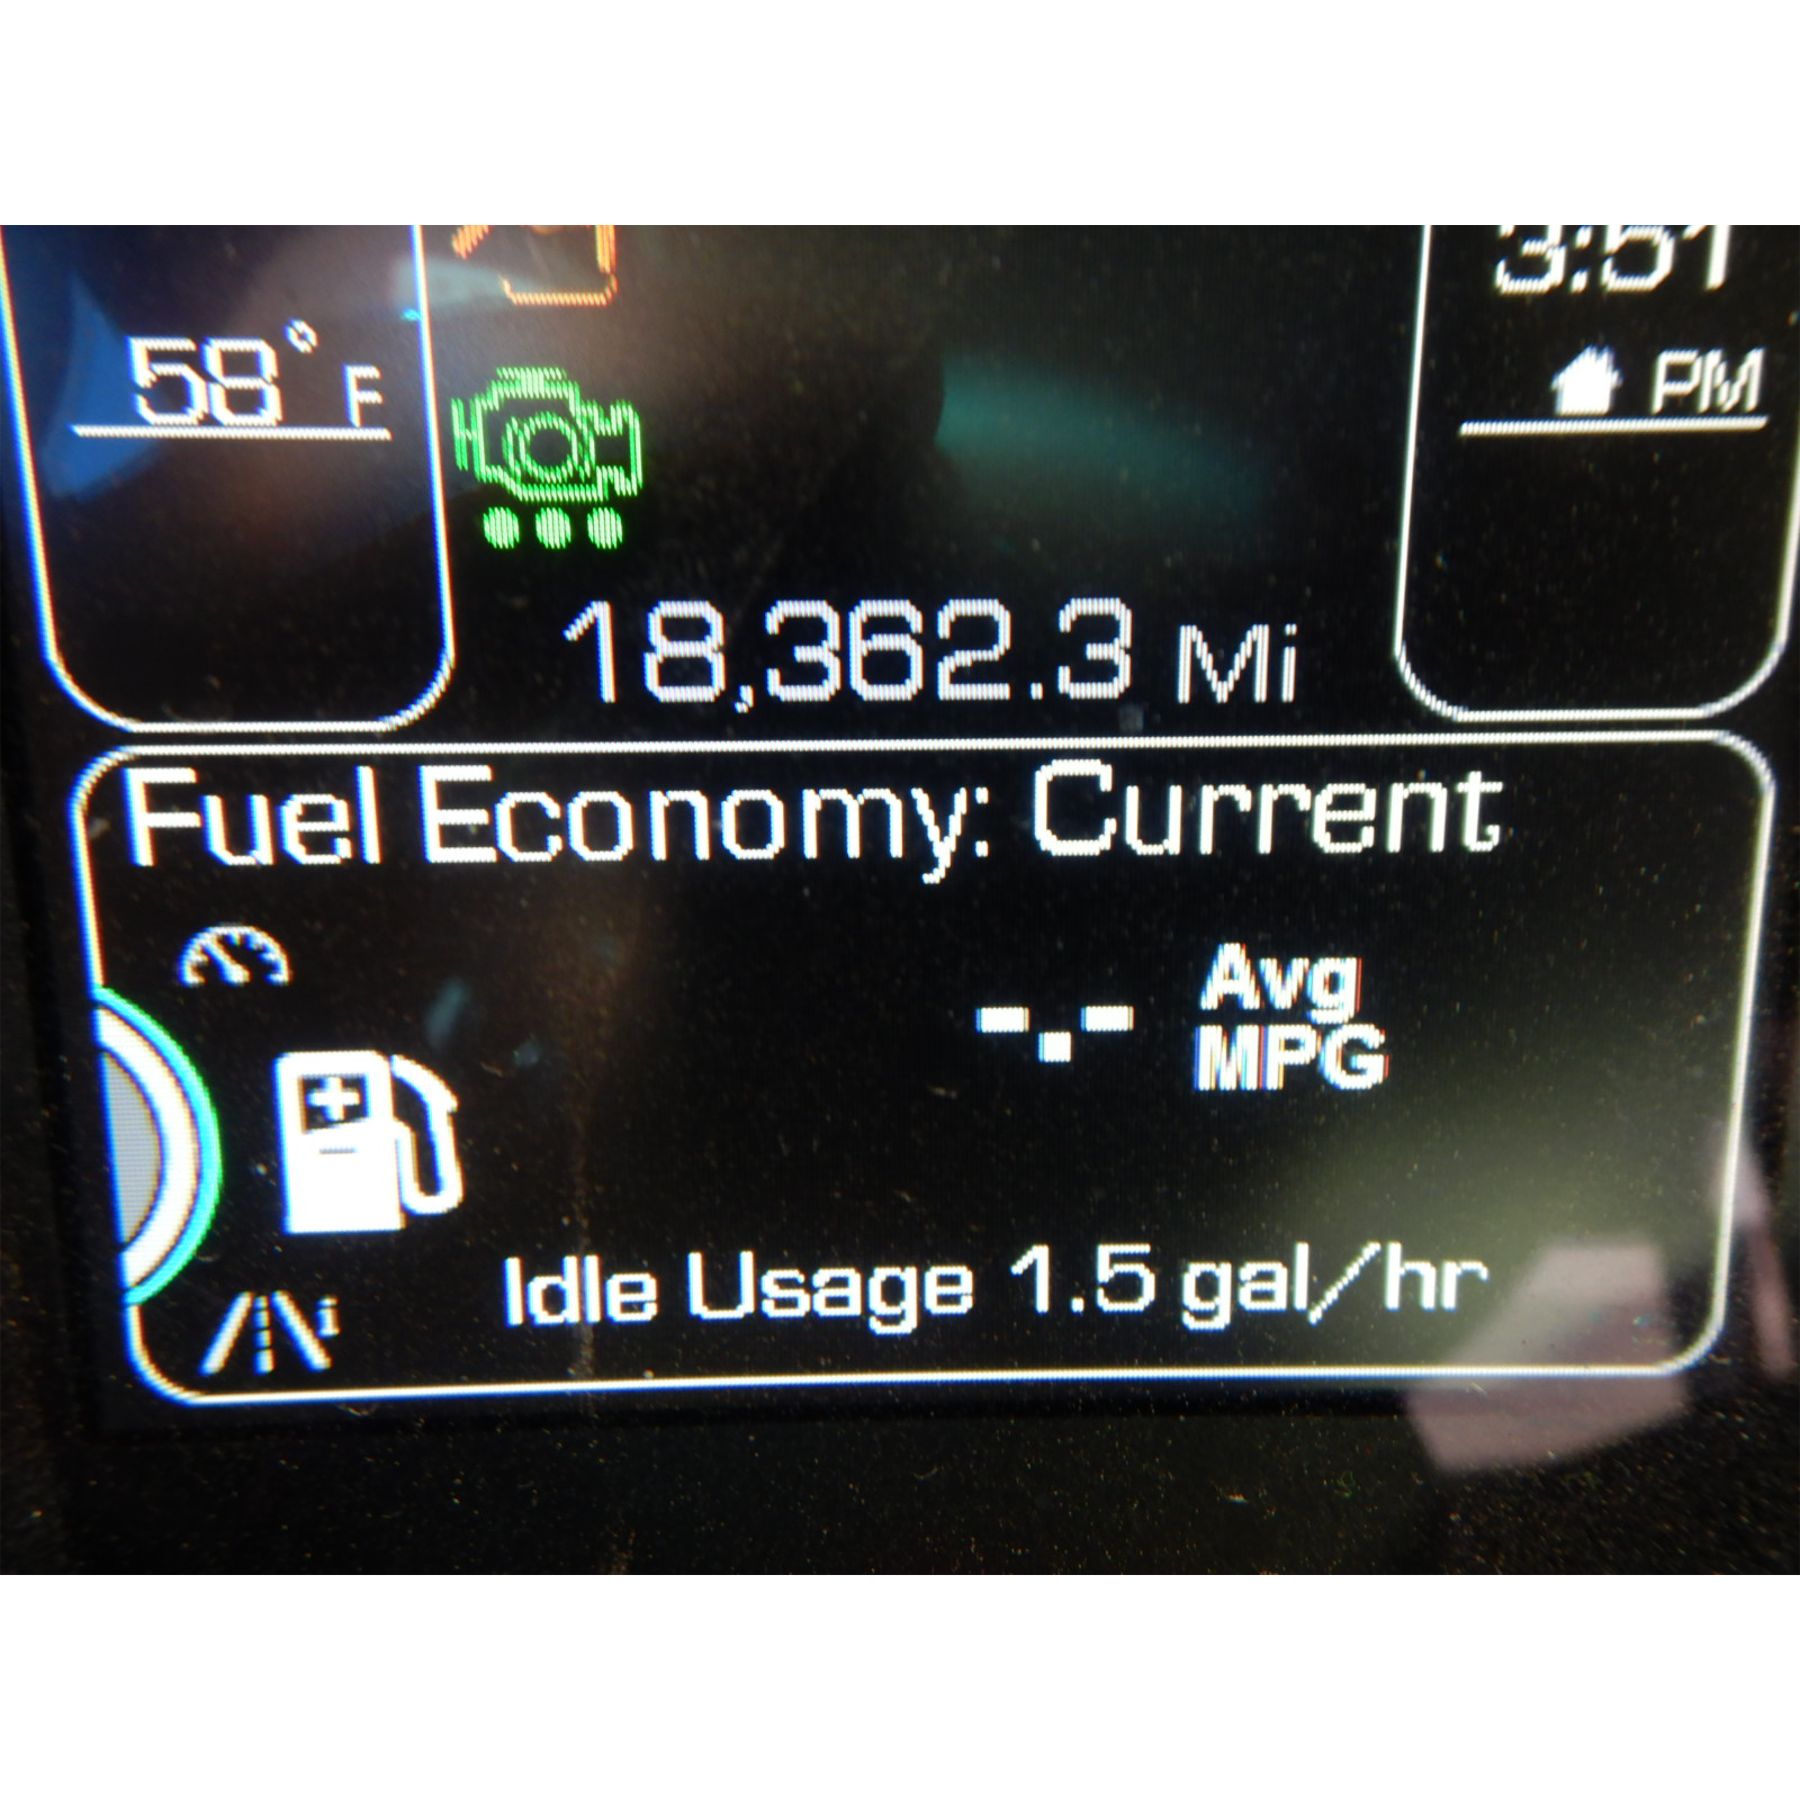 58° F
3:51
PM
18,362.3 Mi
Fuel Economy: Current
-.- Avg
MPG
i
Idle Usage 1.5 gal/hr